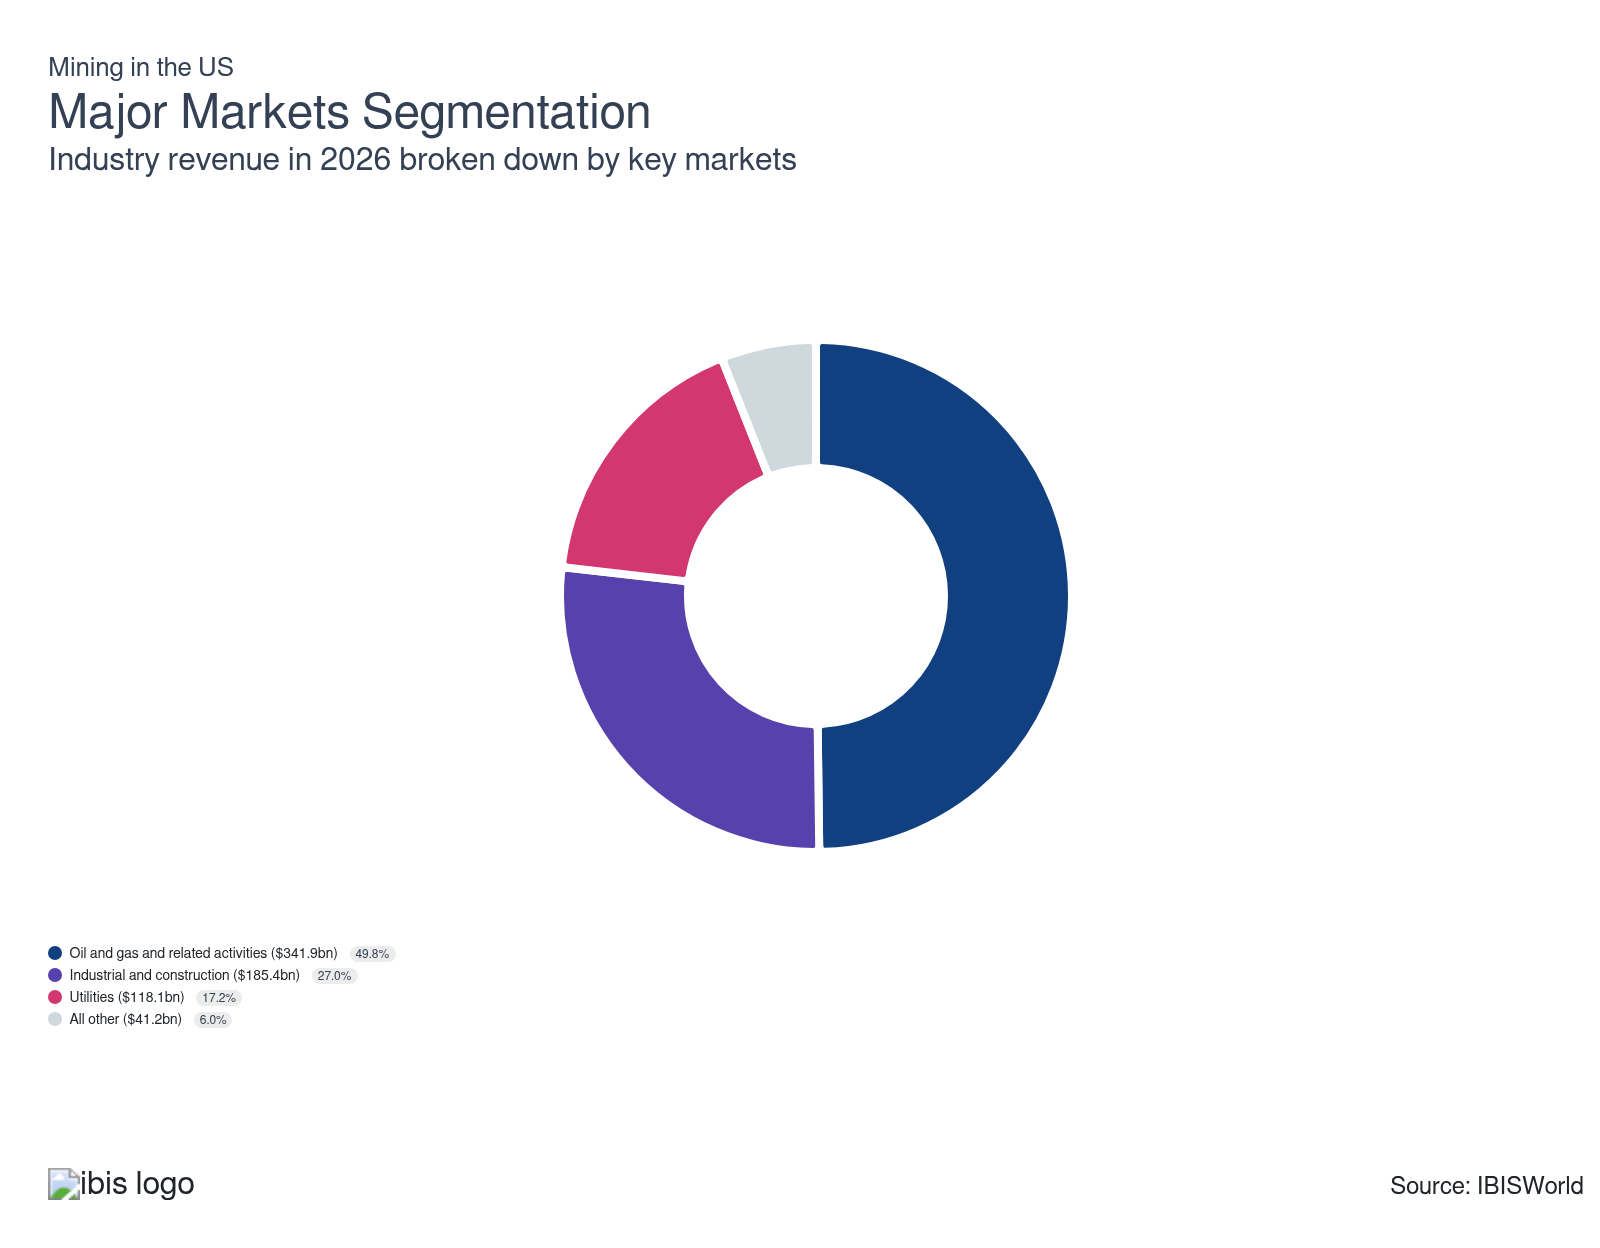 Mining in the US
Major Markets Segmentation
Industry revenue in 2026 broken down by key markets
Oil and gas and related activities ($341.9bn) 49.8%
Industrial and construction ($185.4bn) 27.0%
Utilities ($118.1bn) 17.2%
All other ($41.2bn) 6.0%
ibis logo
Source: IBISWorld